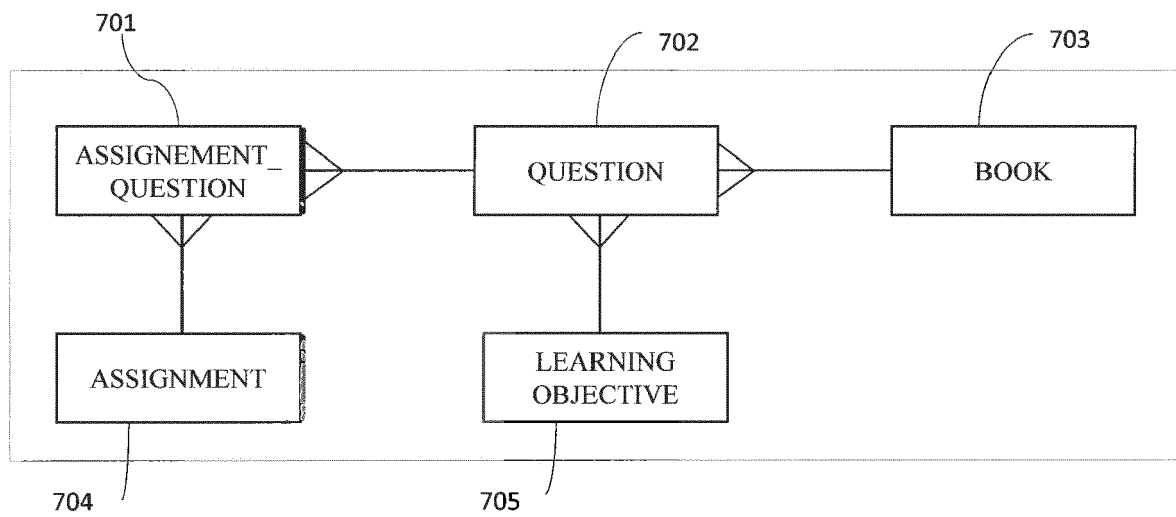 701
702
703
ASSIGNEMENT_
QUESTION
QUESTION
BOOK
ASSIGNMENT
LEARNING
OBJECTIVE
704
705